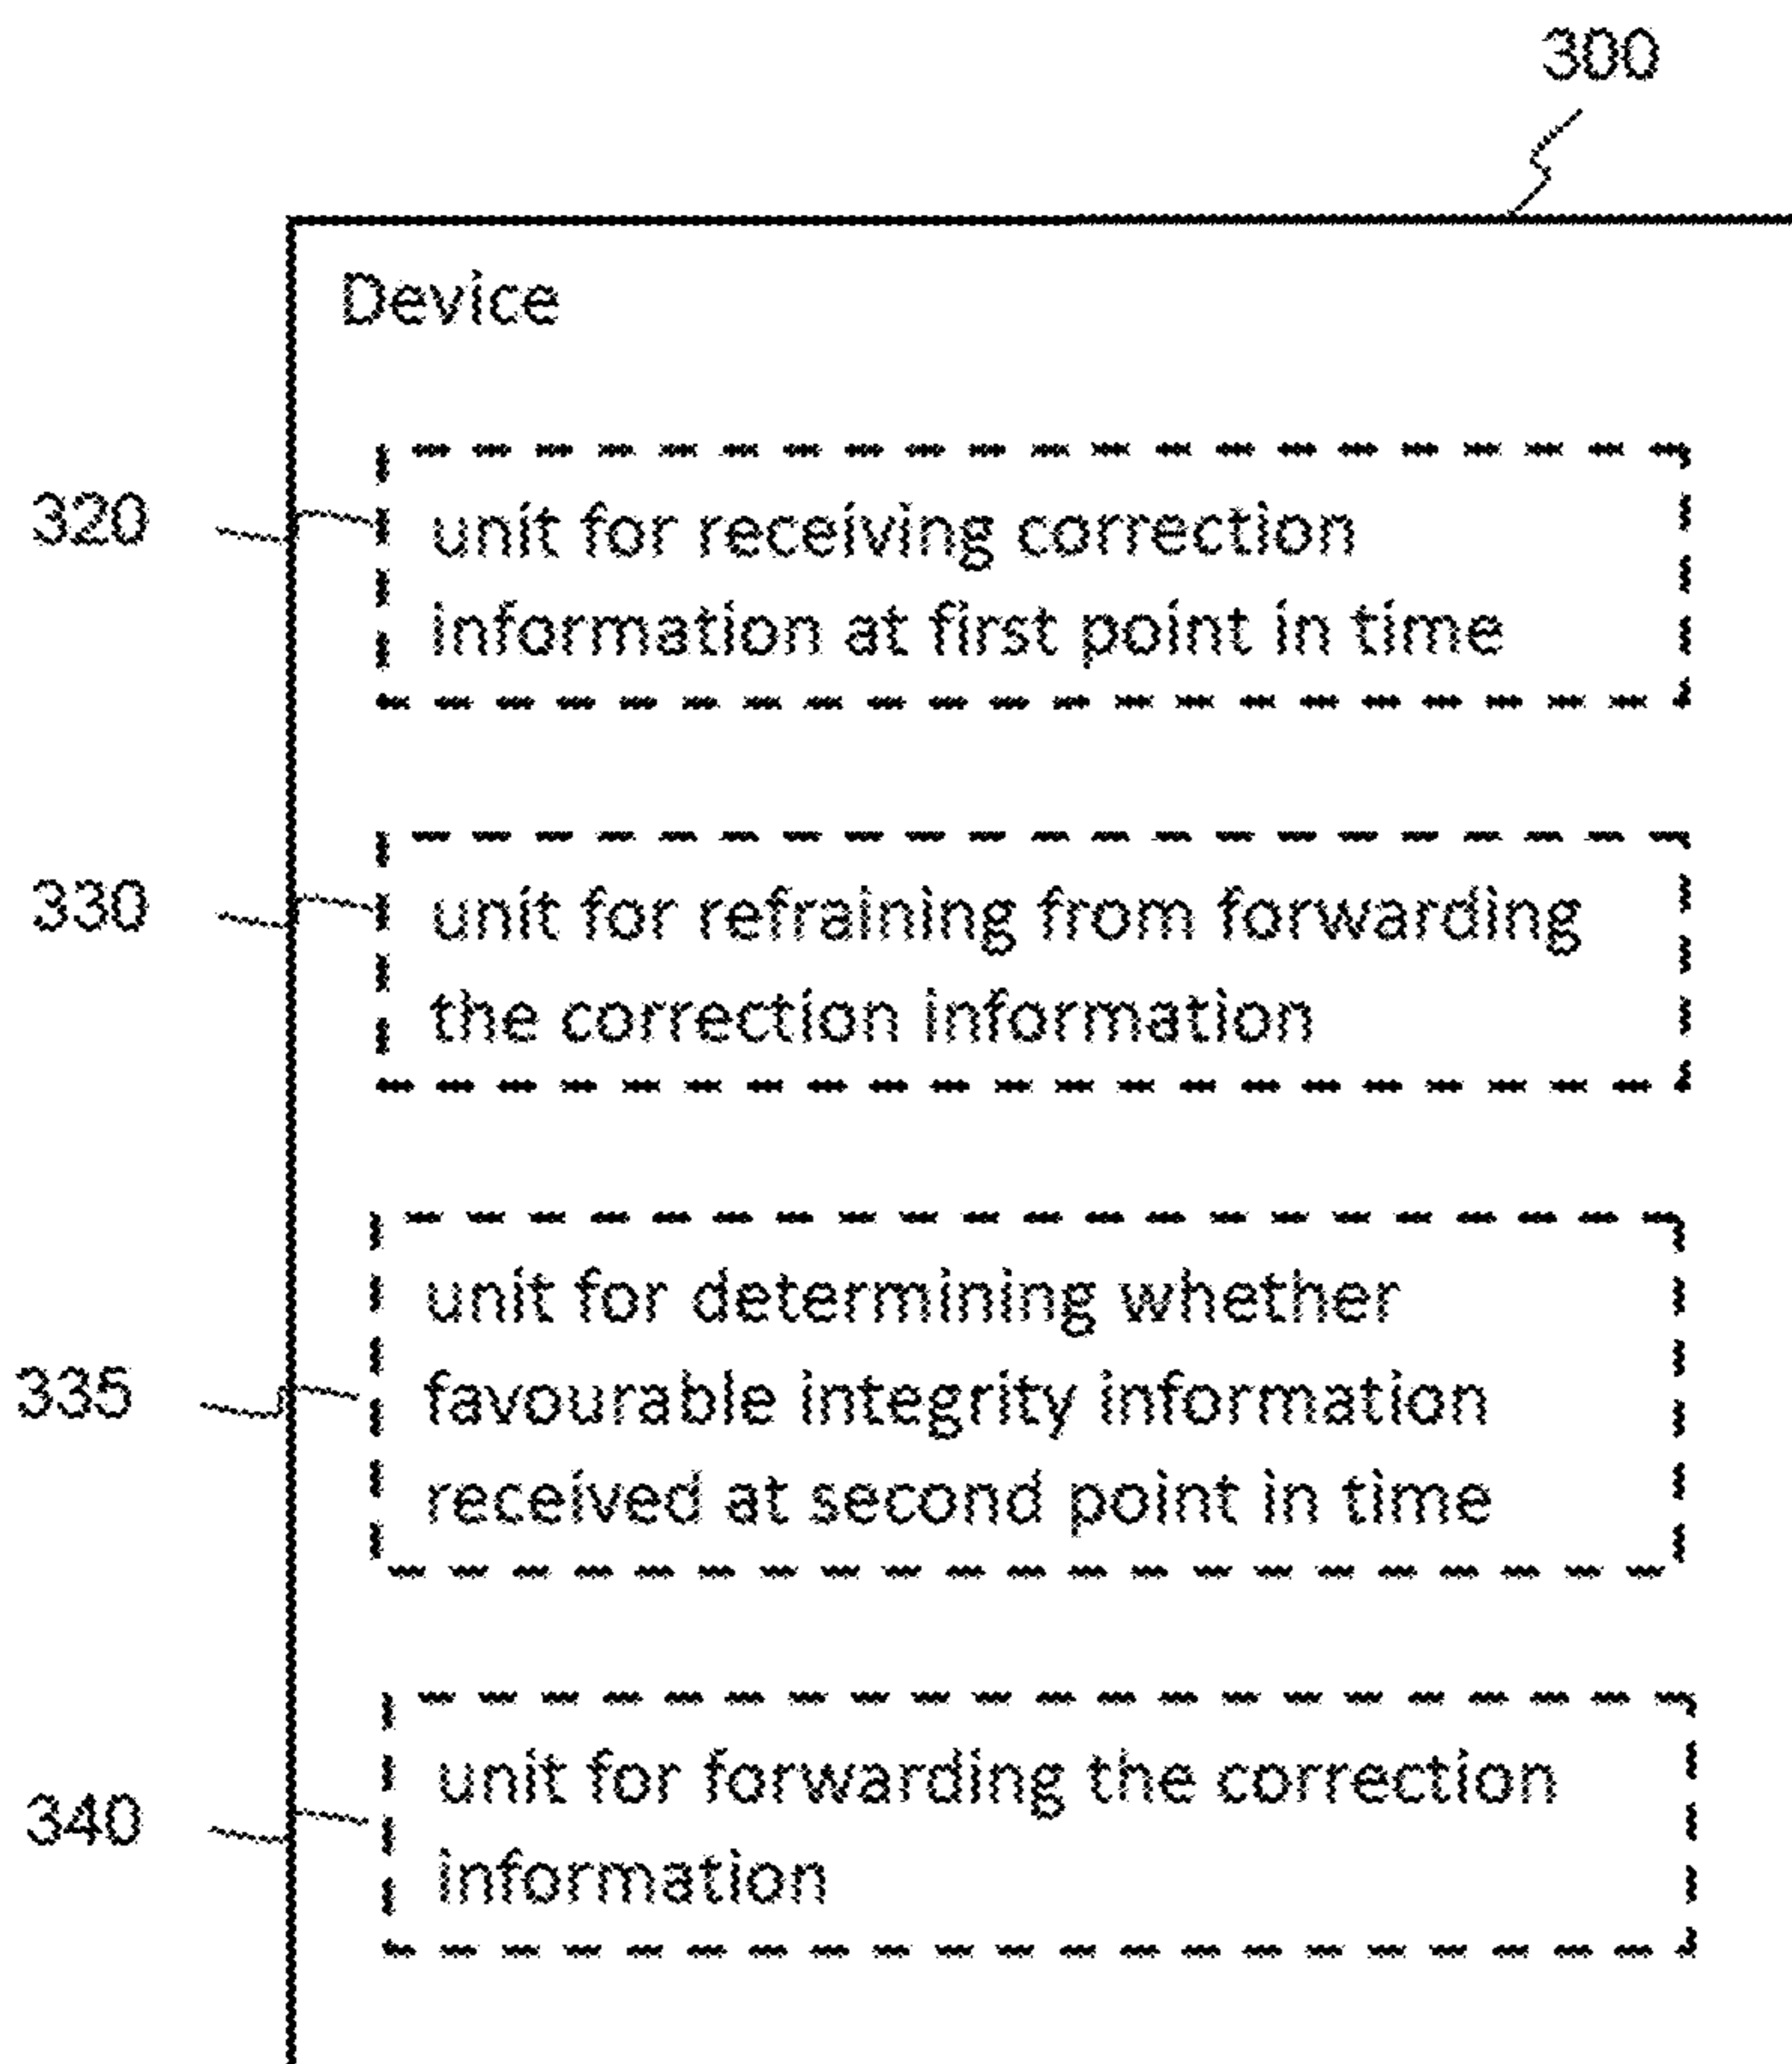 300
Device
320
unit for receiving correction
information at first point in time
330
unit for refraining from forwarding
the correction information
335
unit for determining whether
favourable integrity information
received at second point in time
340
unit for forwarding the correction
information